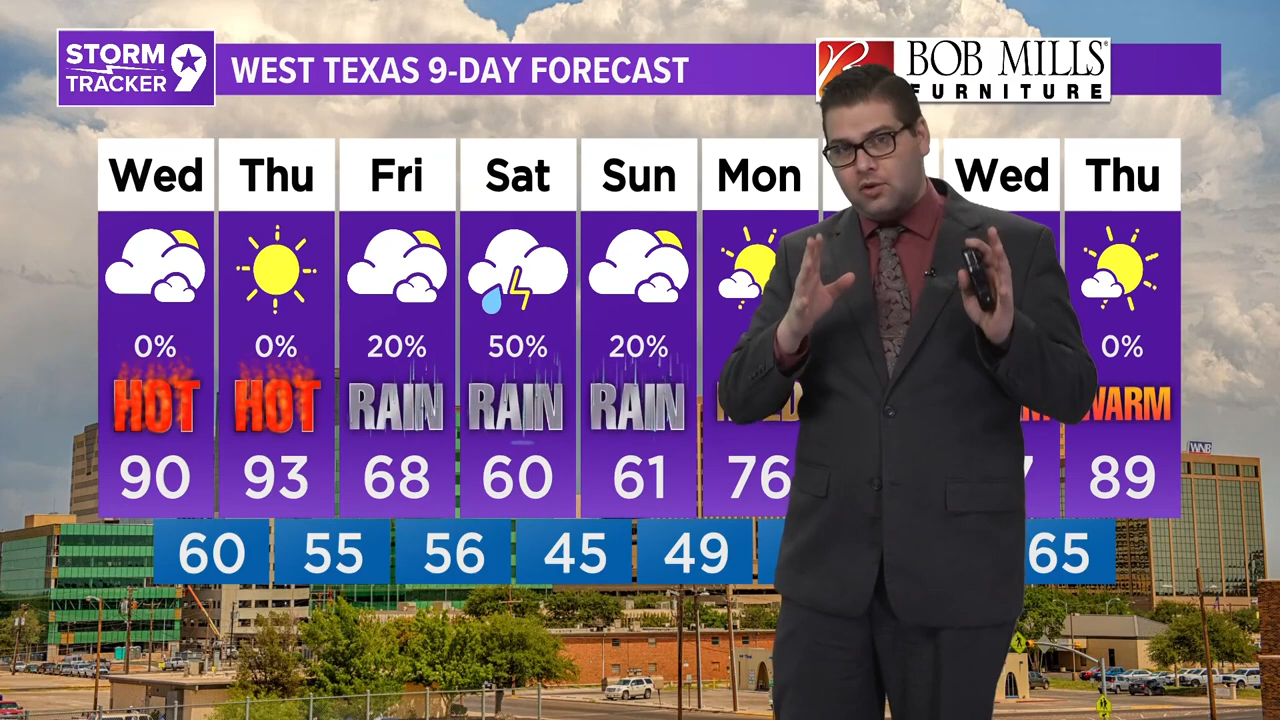 STORM
TRACKER 9
WEST TEXAS 9-DAY FORECAST
BOB MILLS
FURNITURE
Wed Thu Fri Sat Sun Mon Wed Thu
0% 0% 20% 50% 20% 0%
HOT HOT RAIN RAIN RAIN WARM
90 93 68 60 61 76 89
60 55 56 45 49 65
WNB